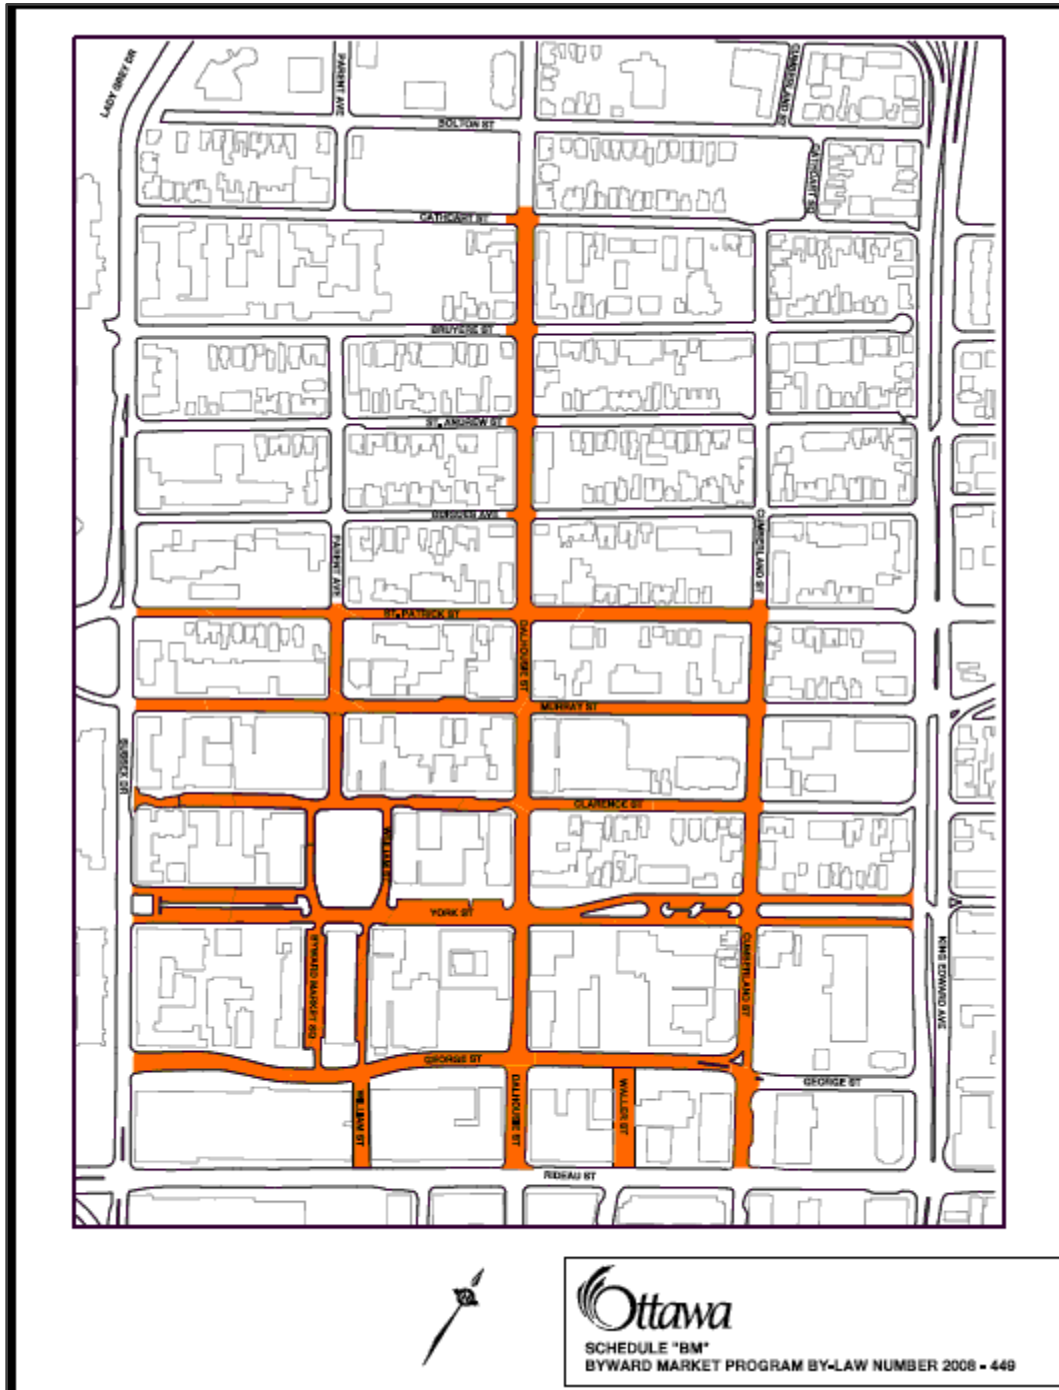 LADY GREY DR
PARENT AVE
CUMBERLAND ST
BOLTON ST
CATHCART SQ
CATHCART ST
BRUYERE ST
ST. ANDREW ST
GUIGUES AVE
PARENT AVE
CUMBERLAND ST
ST. PATRICK ST
DALHOUSIE ST
MURRAY ST
SUSSEX DR
CLARENCE ST
YORK ST
BYWARD MARKET SQ
CUMBERLAND ST
KING EDWARD AVE
GEORGE ST
GEORGE ST
WILLIAM ST
DALHOUSIE ST
WALLER ST
RIDEAU ST
Ottawa
SCHEDULE "BM"
BYWARD MARKET PROGRAM BY-LAW NUMBER 2008 - 449